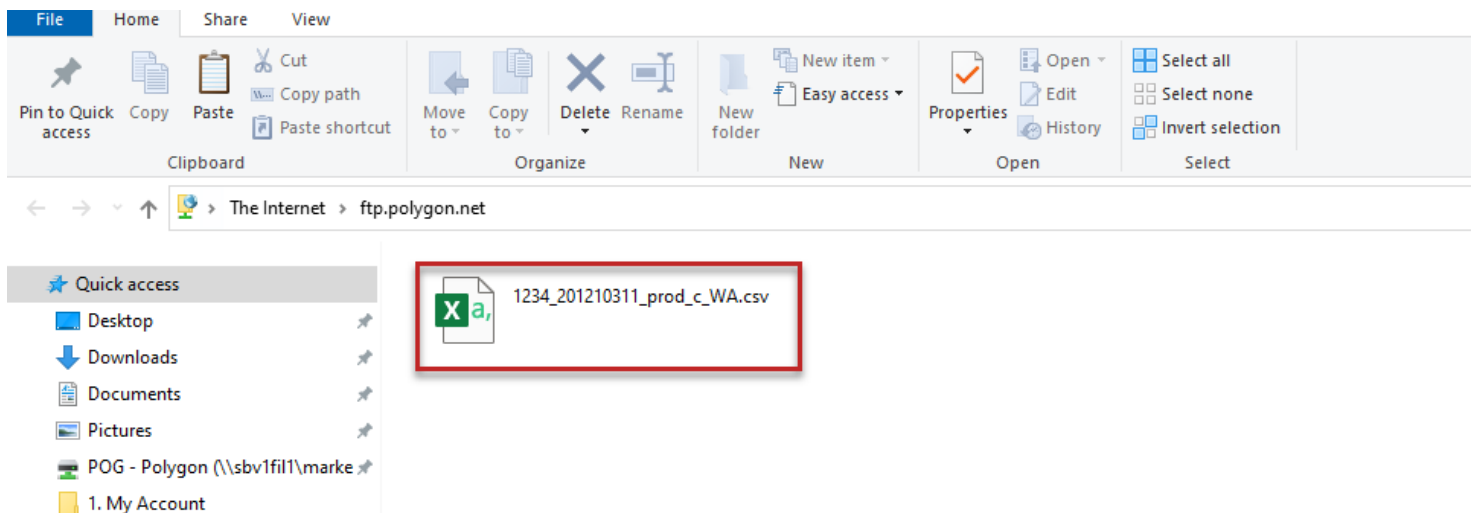 File Home Share View
Pin to Quick access
Copy
Paste
Cut
Copy path
Paste shortcut
Clipboard
Move to
Copy to
Delete
Rename
Organize
New folder
New item
Easy access
New
Properties
Open
Edit
History
Open
Select all
Select none
Invert selection
Select
The Internet > ftp.polygon.net
Quick access
Desktop
Downloads
Documents
Pictures
POG - Polygon (\\sbv1fil1\marke
1. My Account
1234_201210311_prod_c_WA.csv
X a,